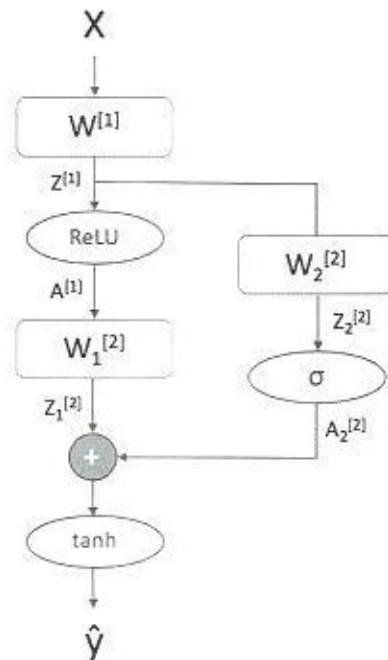 X
W[1]
Z[1]
ReLU
W2[2]
A[1]
Z2[2]
W1[2]
σ
Z1[2]
A2[2]
+
tanh
ŷ